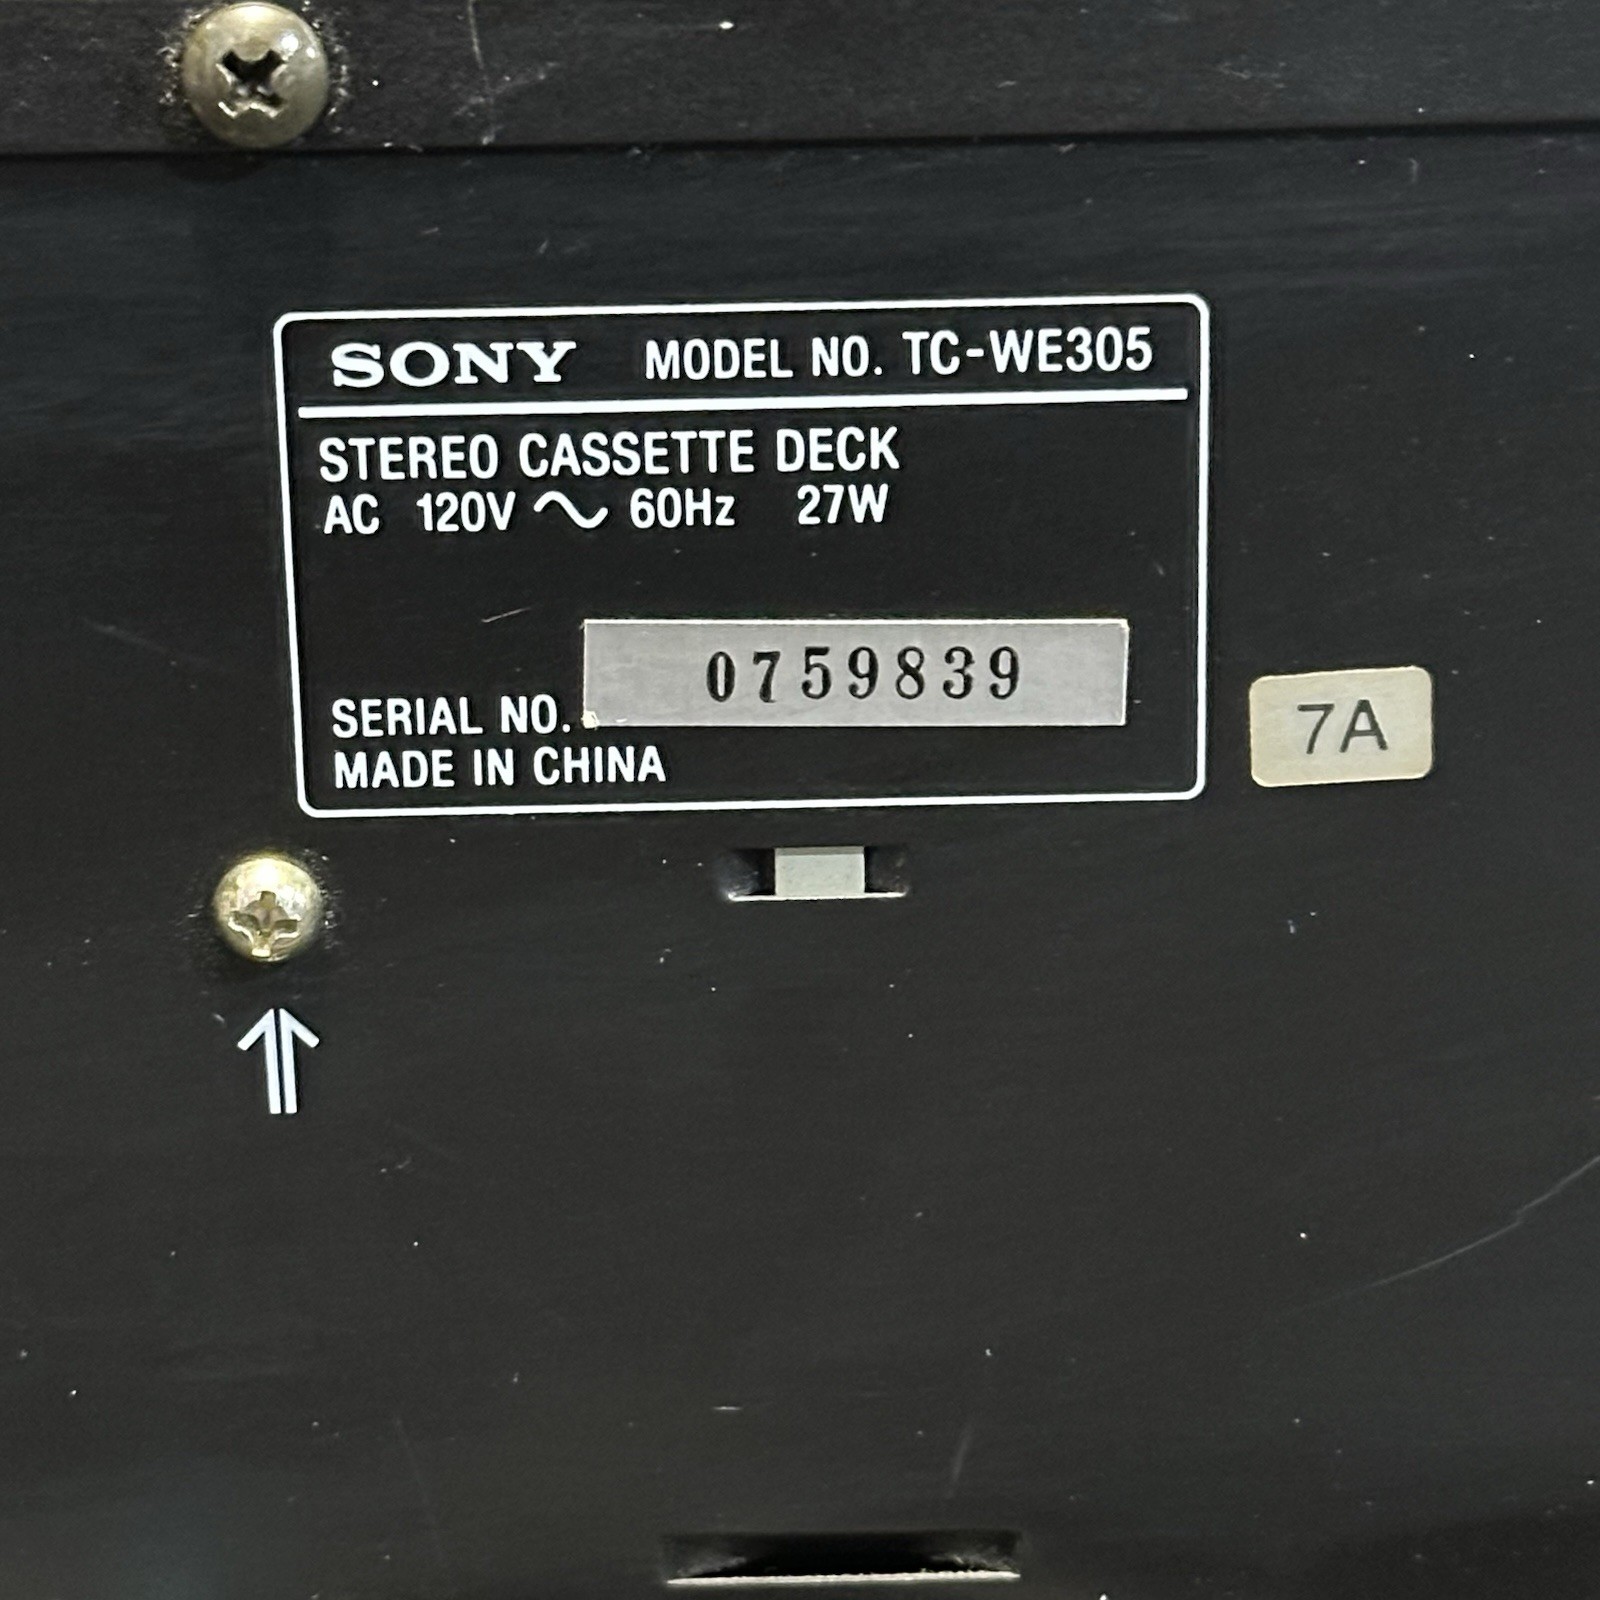 SONY MODEL NO. TC-WE305
STEREO CASSETTE DECK
AC 120V ~ 60Hz 27W
0759839
SERIAL NO.
MADE IN CHINA
7A